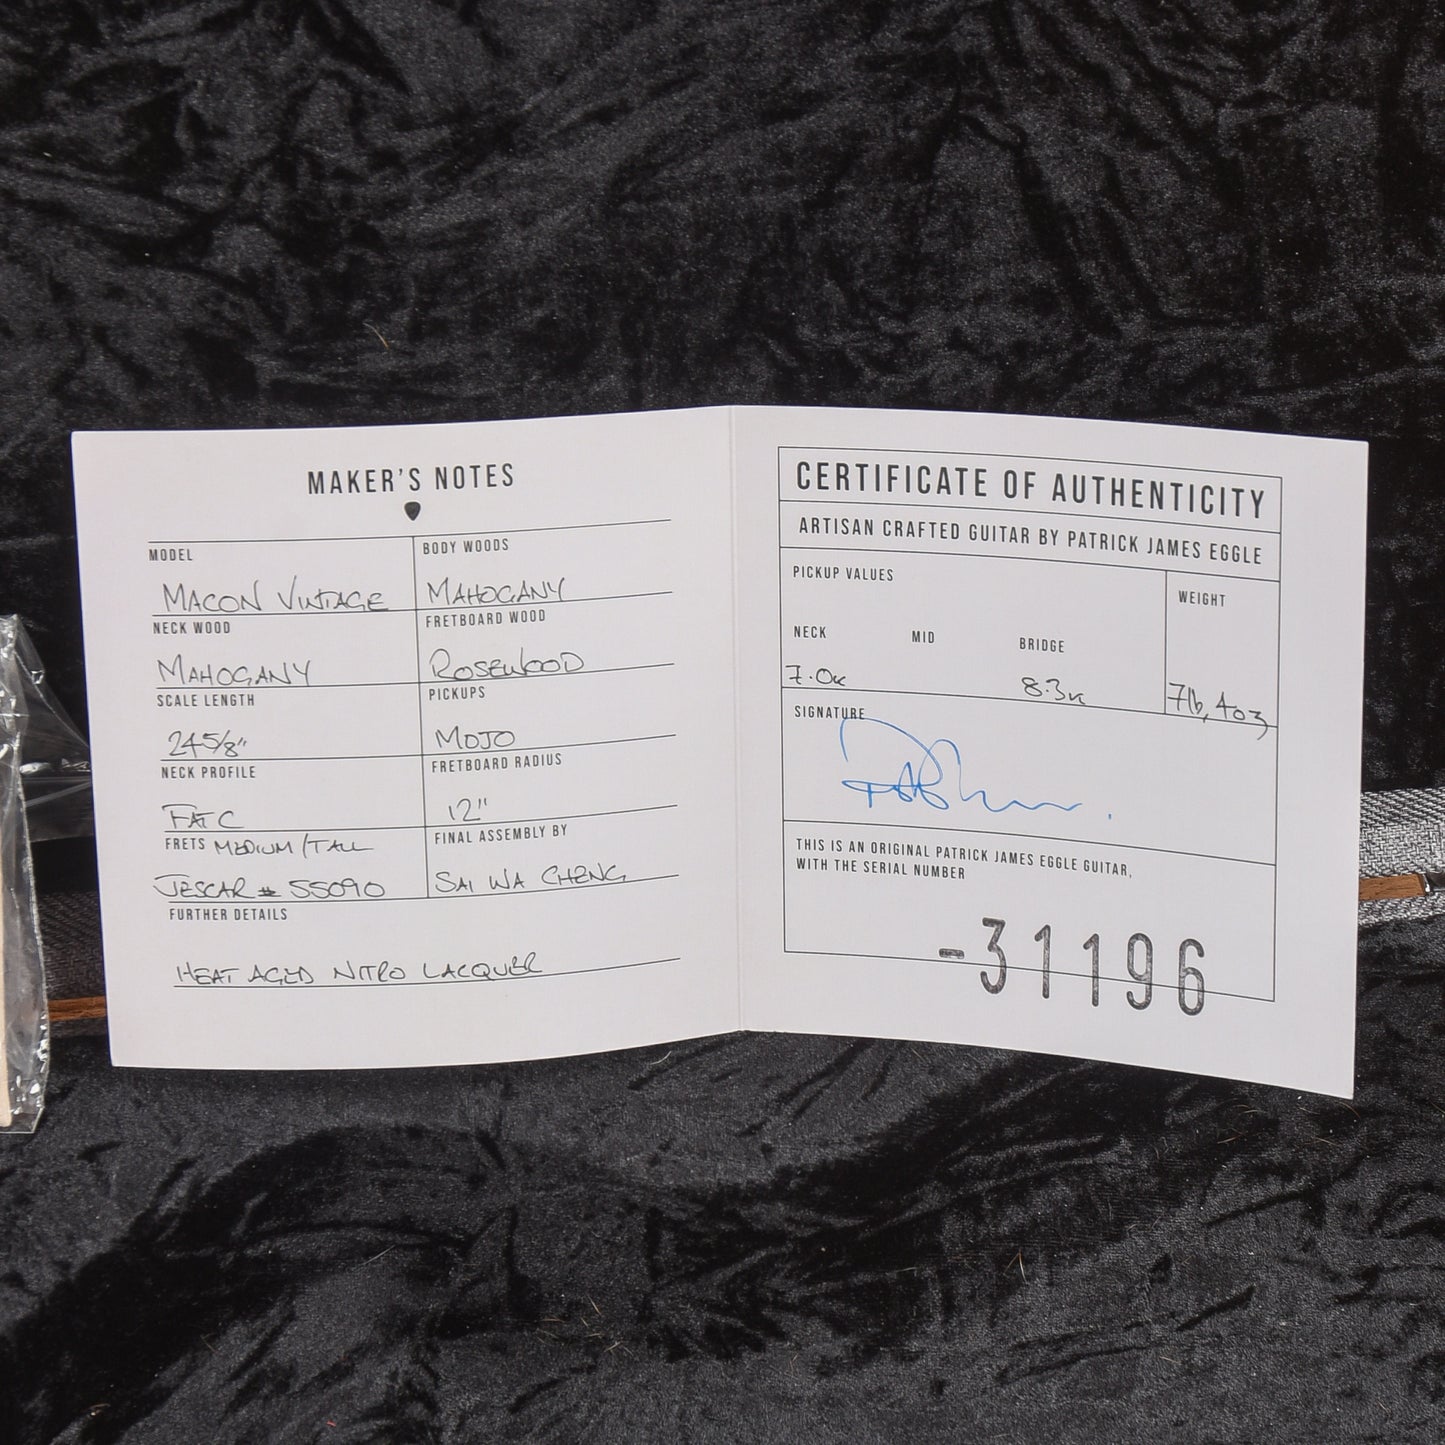 MAKER'S NOTES
MODEL
MACON VINTAGE
BODY WOODS
MAHOGANY
NECK WOOD
MAHOGANY
FRETBOARD WOOD
ROSEWOOD
SCALE LENGTH
24 5/8"
PICKUPS
MOJO
NECK PROFILE
FAT C
FRETBOARD RADIUS
12"
FRETS MEDIUM/TALL
JESCAR # 55090
FINAL ASSEMBLY BY
SAI WA CHENG
FURTHER DETAILS
HEAT AGED NITRO LACQUER
CERTIFICATE OF AUTHENTICITY
ARTISAN CRAFTED GUITAR BY PATRICK JAMES EGGLE
PICKUP VALUES
WEIGHT
NECK MID BRIDGE
7.0K 8.3K 7lb, 4oz
SIGNATURE
THIS IS AN ORIGINAL PATRICK JAMES EGGLE GUITAR,
WITH THE SERIAL NUMBER
-31196